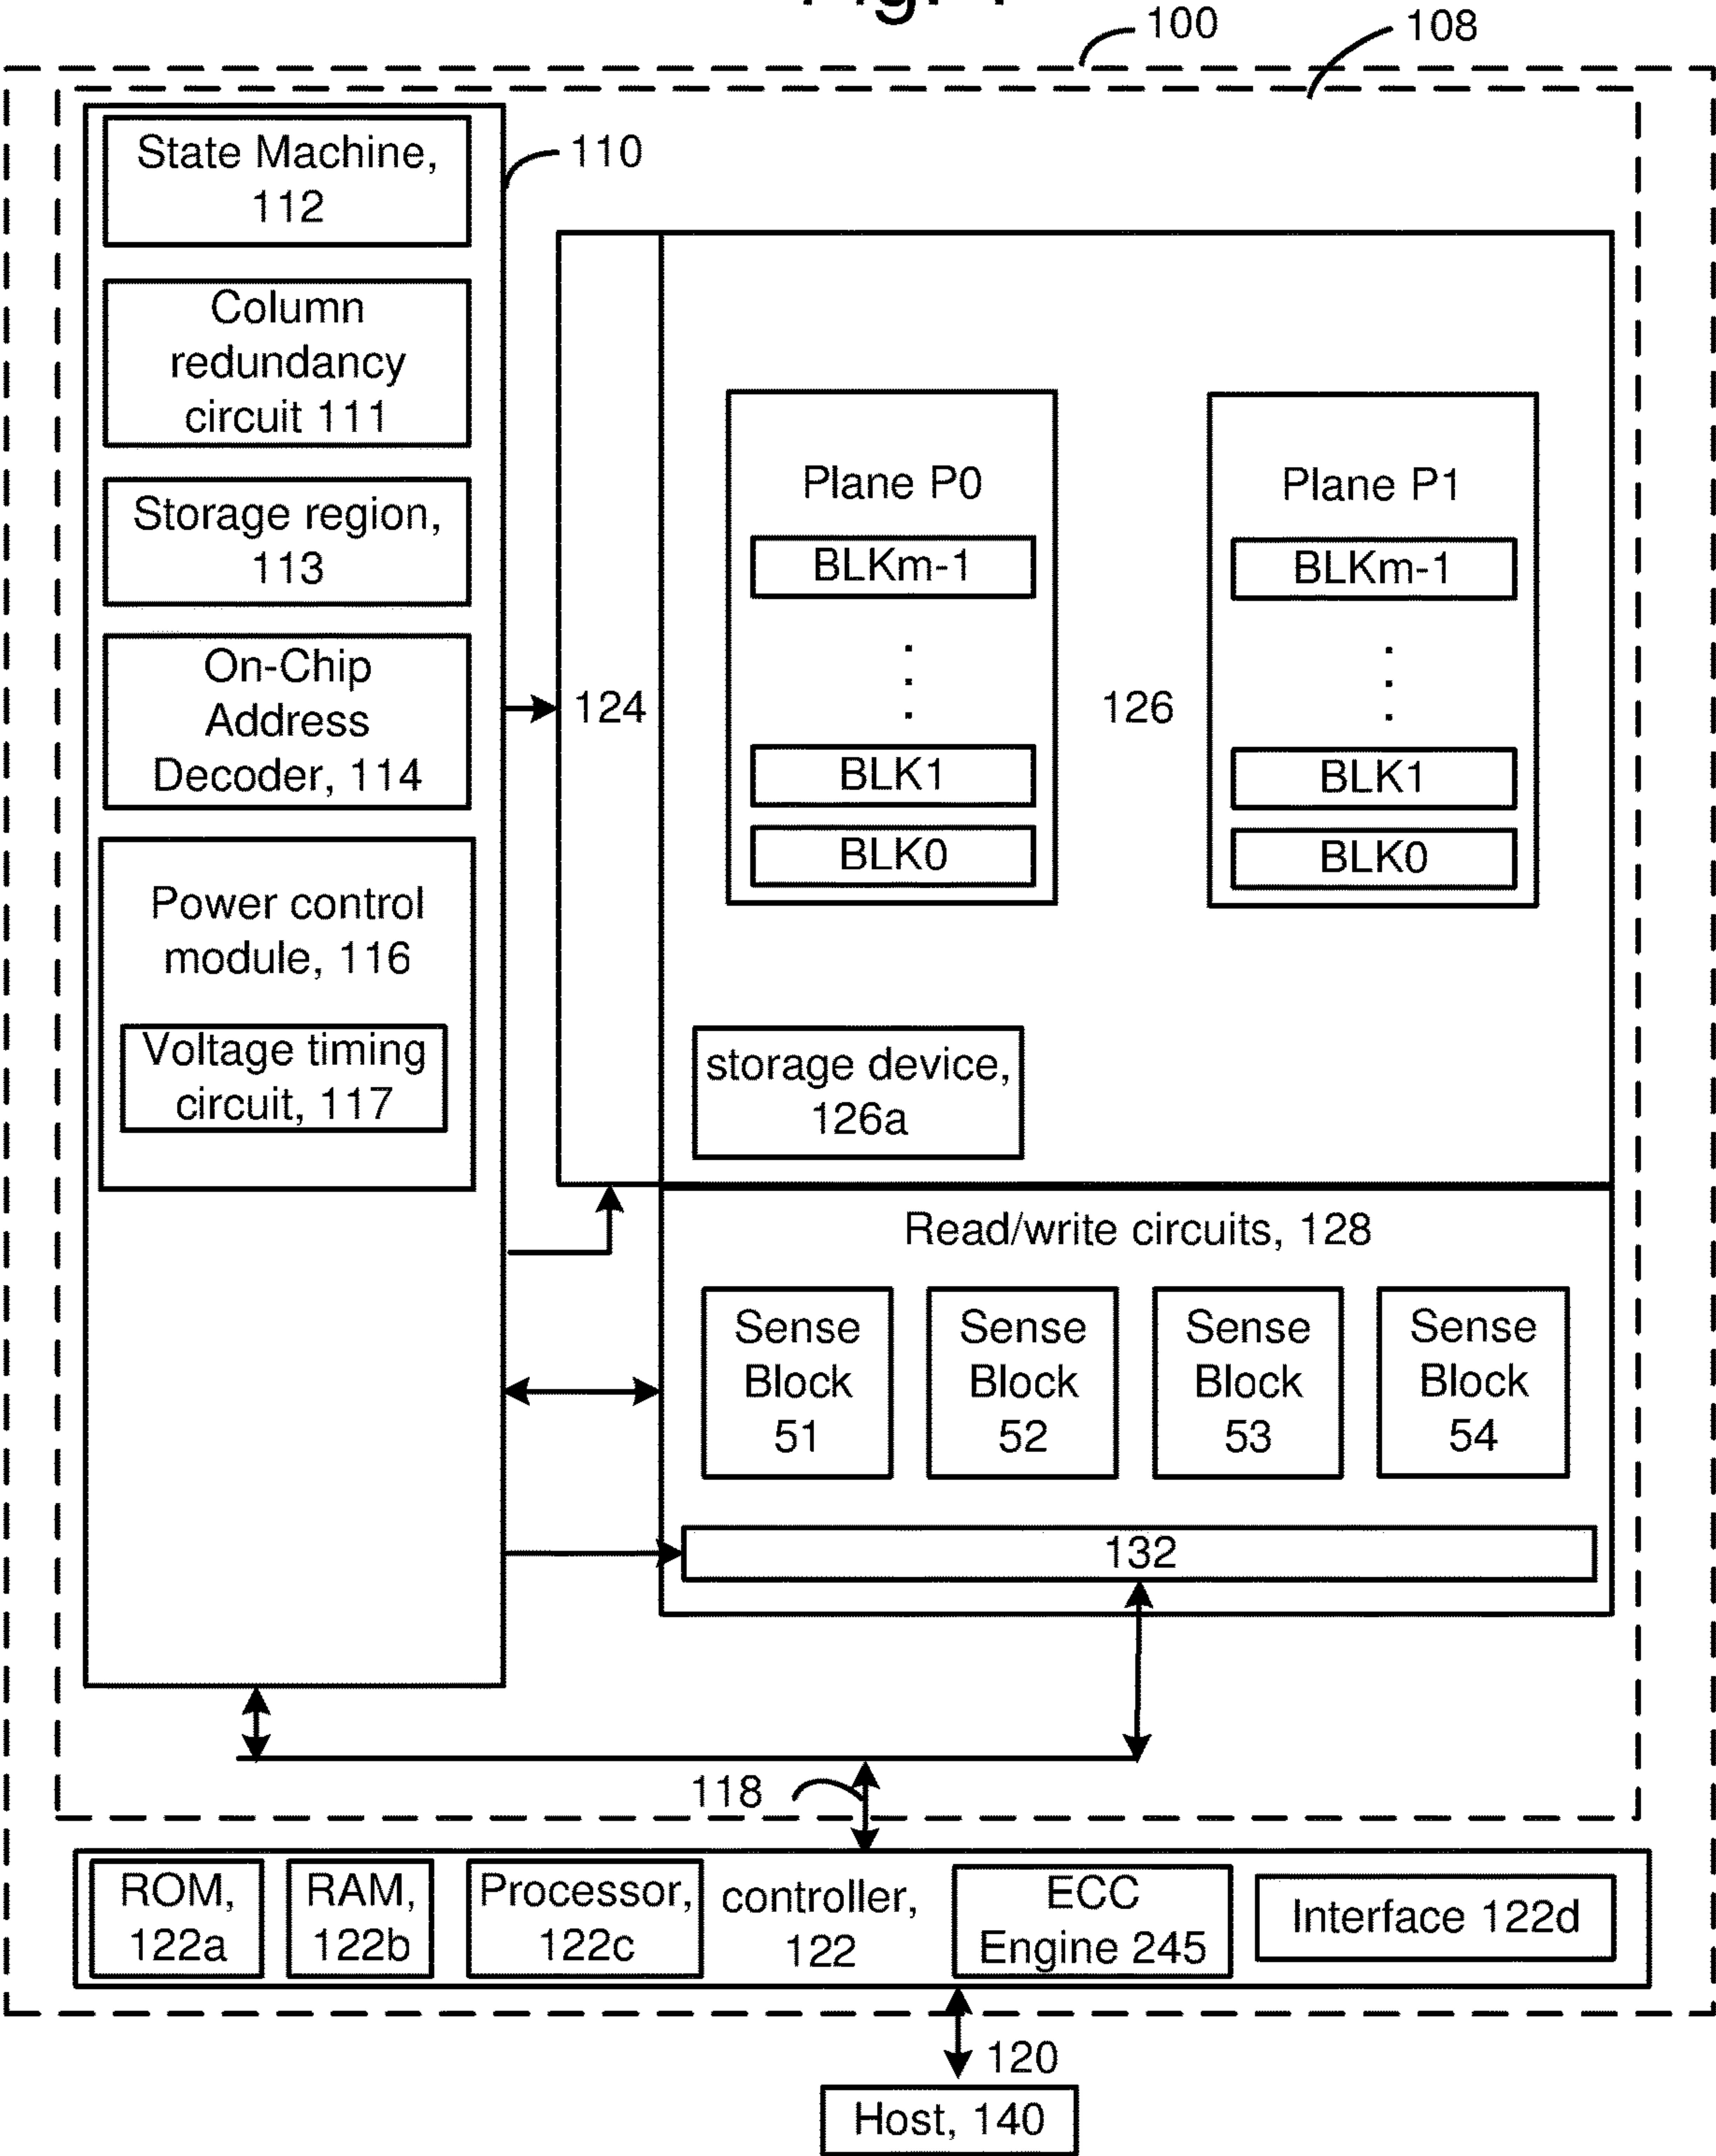 100
108
State Machine,
112
110
Column
redundancy
circuit 111
Storage region,
113
On-Chip
Address
Decoder, 114
Power control
module, 116
Voltage timing
circuit, 117
124
Plane P0
BLKm-1
BLK1
BLK0
126
Plane P1
BLKm-1
BLK1
BLK0
storage device,
126a
Read/write circuits, 128
Sense
Block
51
Sense
Block
52
Sense
Block
53
Sense
Block
54
132
118
ROM,
122a
RAM,
122b
Processor,
122c
controller,
122
ECC
Engine 245
Interface 122d
120
Host, 140